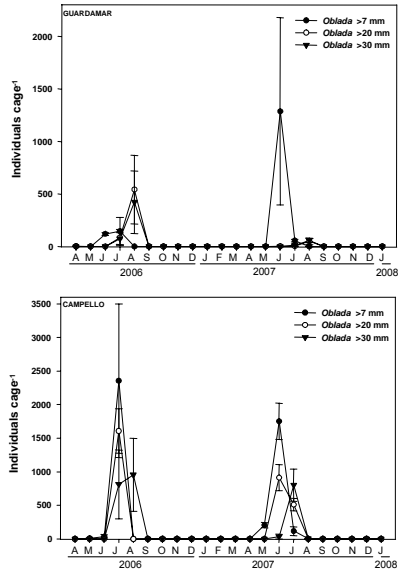 GUARDAMAR
Oblada >7 mm
Oblada >20 mm
Oblada >30 mm
Individuals cage-1
2000
1500
1000
500
0
A M J J A S O N D J F M A M J J A S O N D J
2006 2007 2008
CAMPELLO
Oblada >7 mm
Oblada >20 mm
Oblada >30 mm
Individuals cage-1
3500
3000
2500
2000
1500
1000
500
0
A M J J A S O N D J F M A M J J A S O N D J
2006 2007 2008